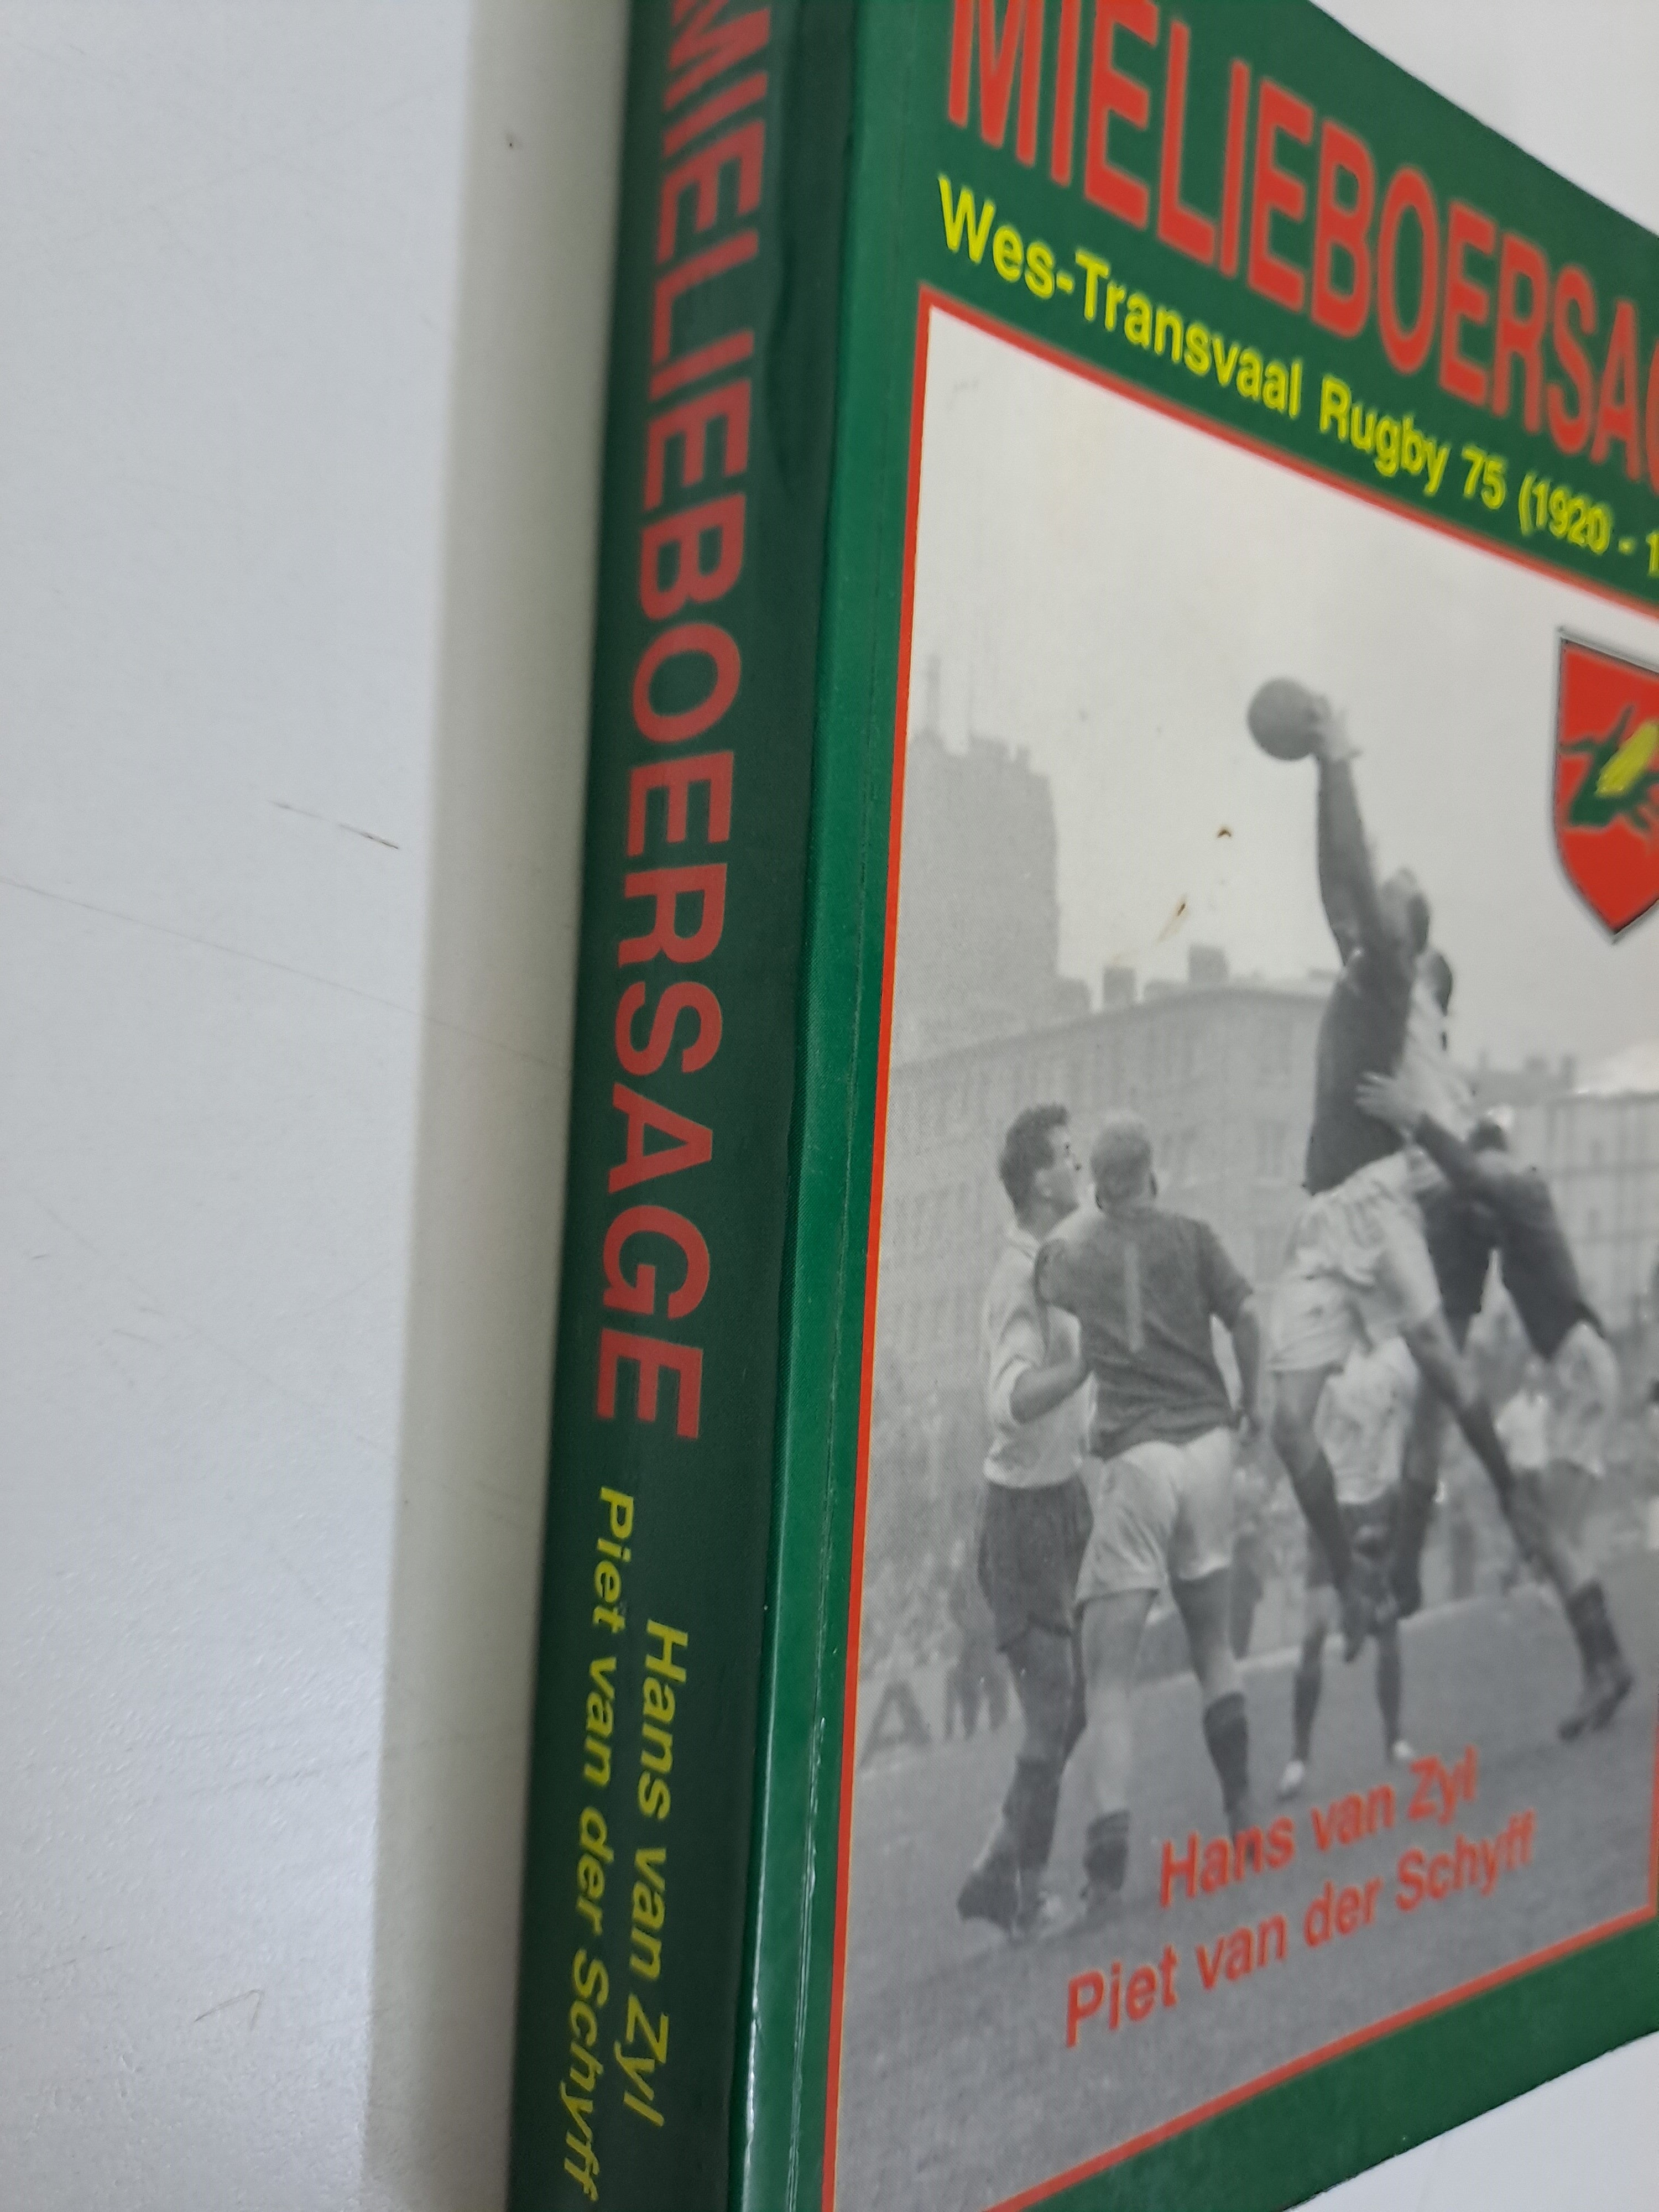 MIELIEBOERSAGE
Hans van Zyl
Piet van der Schyff
MIELIEBOERSAG
Wes-Transvaal Rugby 75 (1920 - 1
Hans van Zyl
Piet van der Schyff